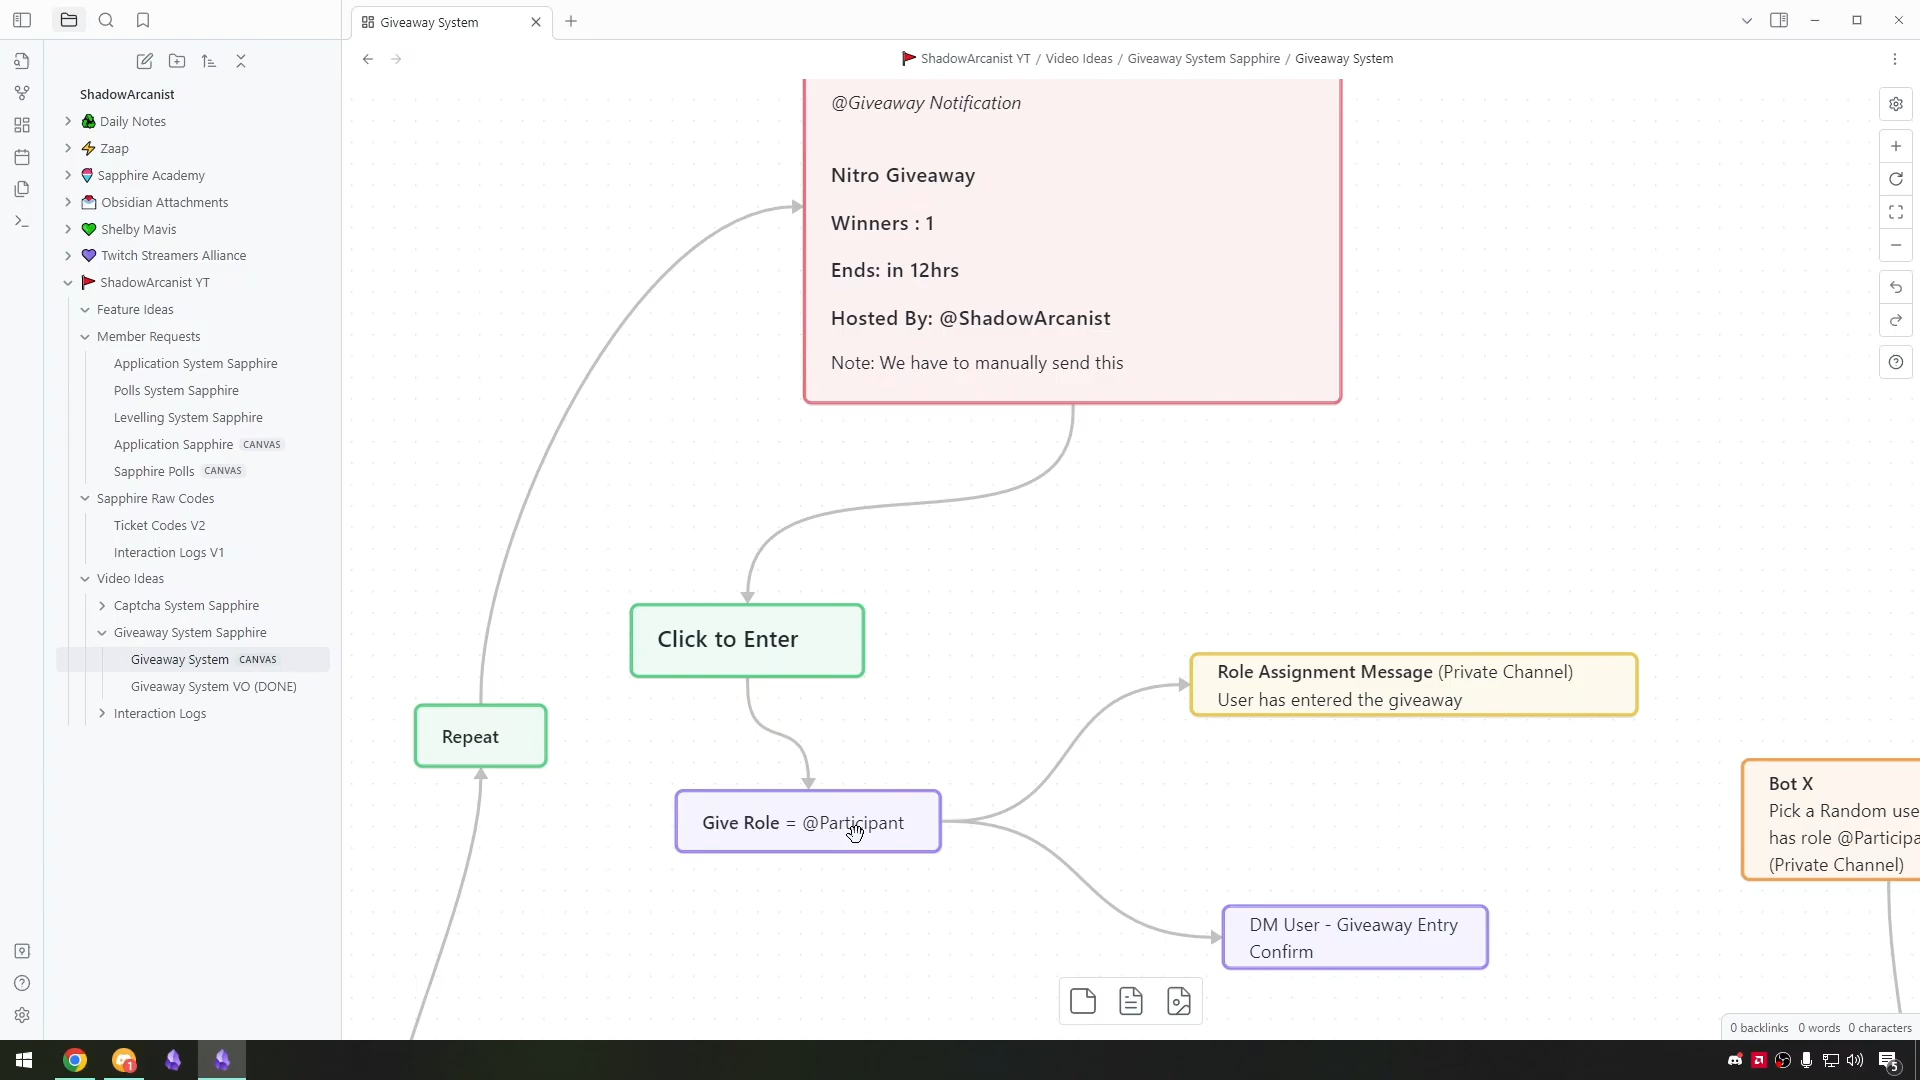 Giveaway System
ShadowArcanist YT / Video Ideas / Giveaway System Sapphire / Giveaway System
ShadowArcanist
Daily Notes
Zaap
Sapphire Academy
Obsidian Attachments
Shelby Mavis
Twitch Streamers Alliance
ShadowArcanist YT
Feature Ideas
Member Requests
Application System Sapphire
Polls System Sapphire
Levelling System Sapphire
Application Sapphire CANVAS
Sapphire Polls CANVAS
Sapphire Raw Codes
Ticket Codes V2
Interaction Logs V1
Video Ideas
Captcha System Sapphire
Giveaway System Sapphire
Giveaway System CANVAS
Giveaway System VO (DONE)
Interaction Logs
@Giveaway Notification
Nitro Giveaway
Winners : 1
Ends: in 12hrs
Hosted By: @ShadowArcanist
Note: We have to manually send this
Click to Enter
Repeat
Give Role = @Participant
Role Assignment Message (Private Channel)
User has entered the giveaway
DM User - Giveaway Entry
Confirm
Bot X
Pick a Random use
has role @Participa
(Private Channel)
0 backlinks 0 words 0 characters
1
5